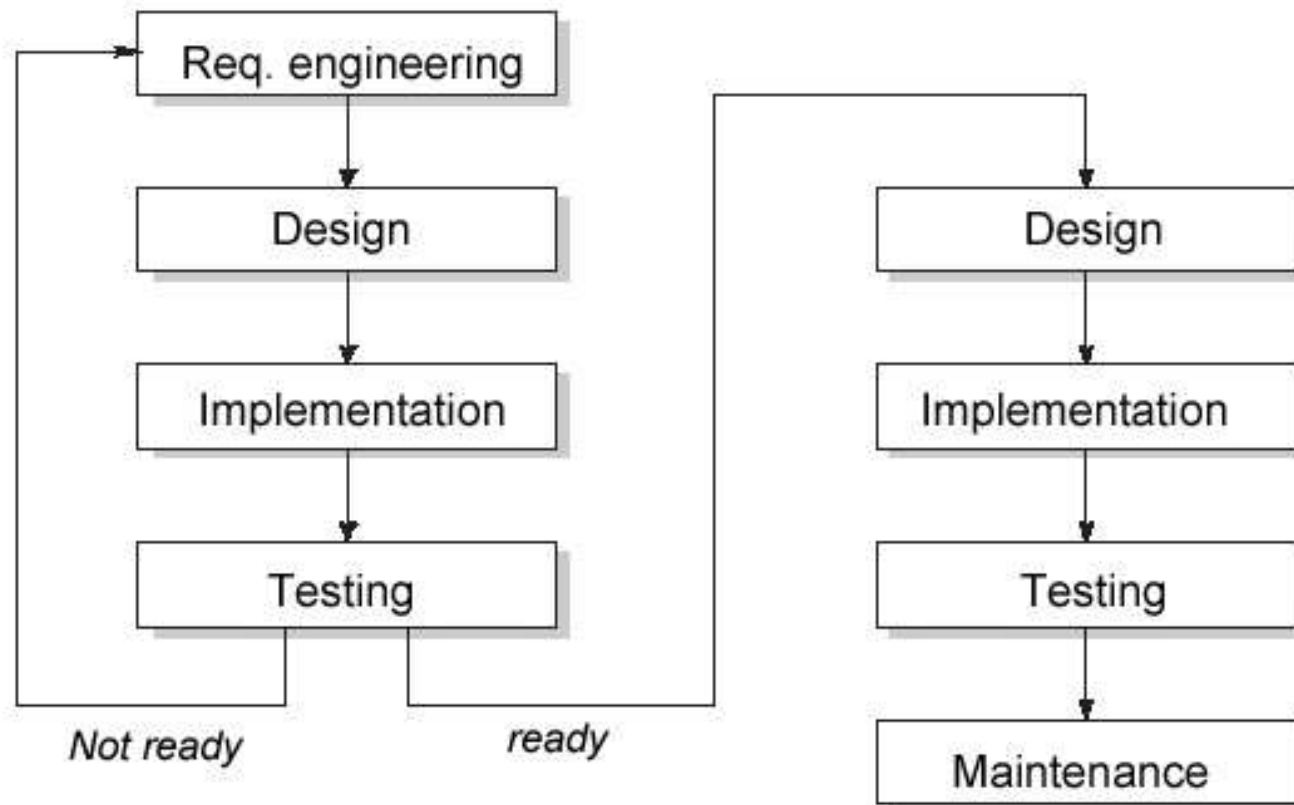 Req. engineering
Design
Implementation
Testing
Not ready
ready
Design
Implementation
Testing
Maintenance